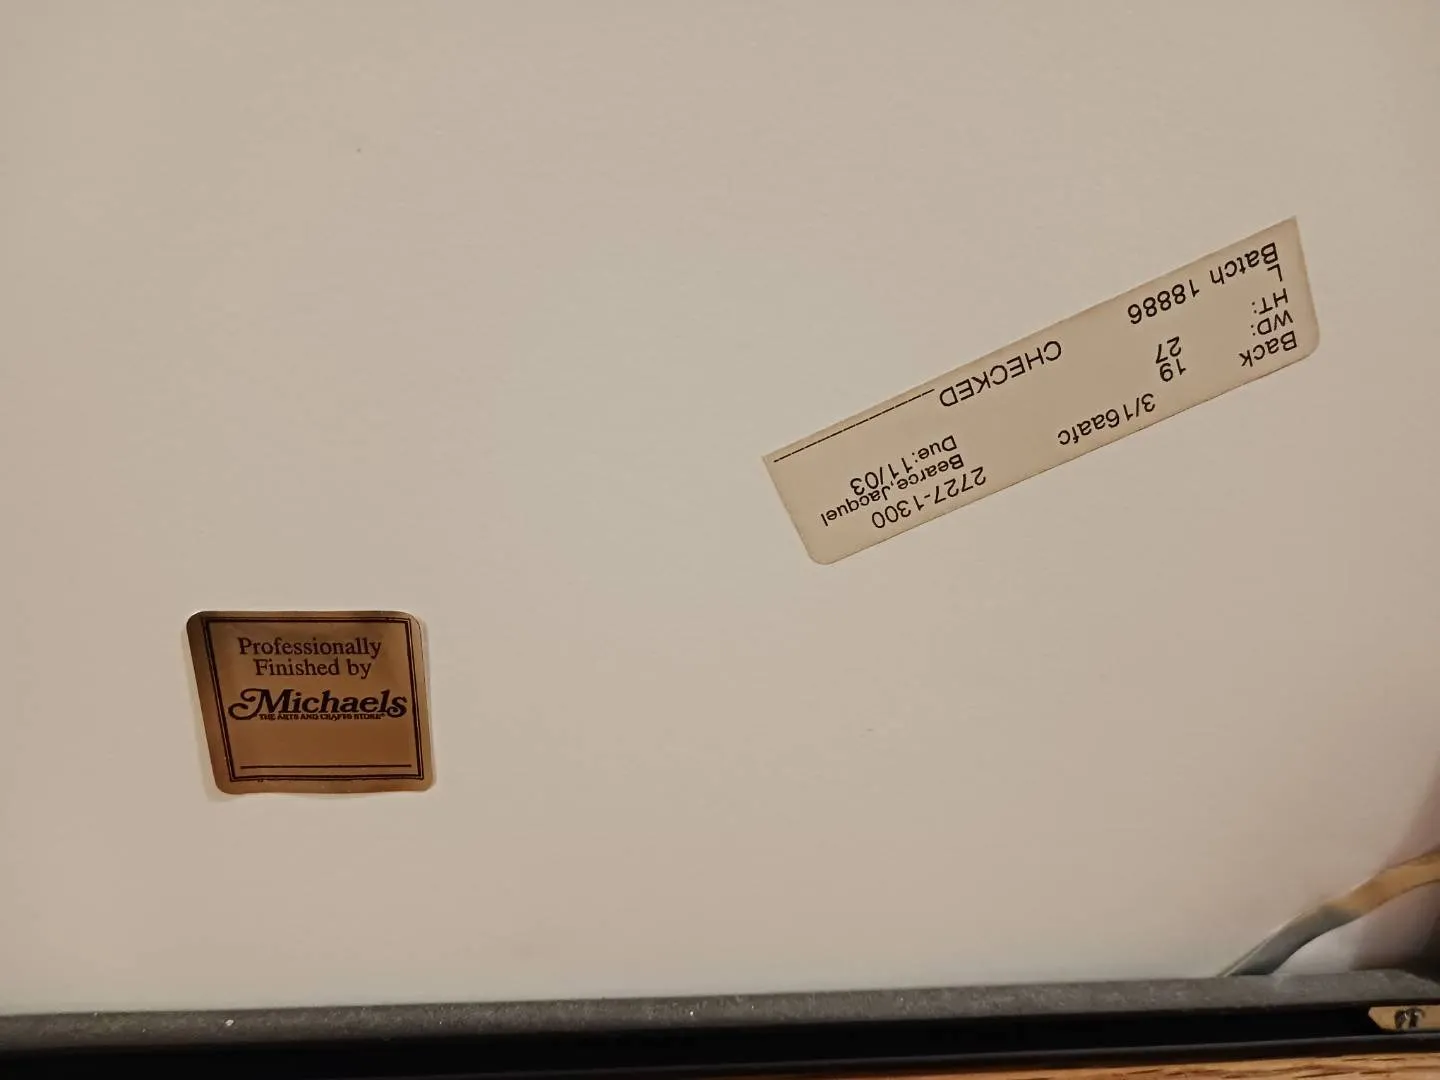 Professionally
Finished by
Michaels
THE ARTS AND CRAFTS STORE®
Back 3/16aafc 2727-1300
WD: 19 Bearce,Jacquel
HT: 27 Due:11/03
L
Batch 18886 CHECKED________